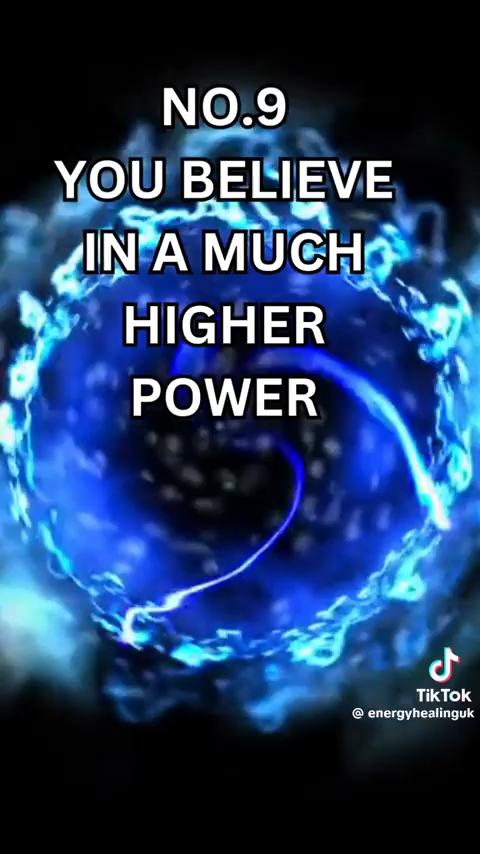 NO.9
YOU BELIEVE
IN A MUCH
HIGHER
POWER
TikTok
@ energyhealinguk